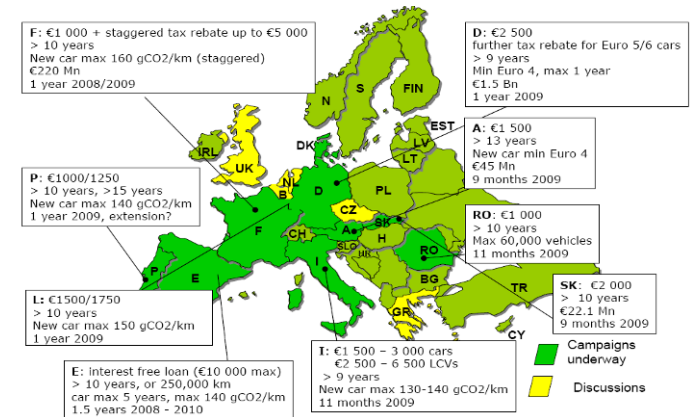 F: €1 000 + staggered tax rebate up to €5 000
> 10 years
New car max 160 gCO2/km (staggered)
€220 Mn
1 year 2008/2009
D: €2 500
further tax rebate for Euro 5/6 cars
> 9 years
Min Euro 4, max 1 year
€1.5 Bn
1 year 2009
A: €1 500
> 13 years
New car min Euro 4
€45 Mn
9 months 2009
P: €1000/1250
> 10 years, >15 years
New car max 140 gCO2/km
1 year 2009, extension?
RO: €1 000
> 10 years
Max 60,000 vehicles
11 months 2009
SK: €2 000
> 10 years
€22.1 Mn
9 months 2009
L: €1500/1750
> 10 years
New car max 150 gCO2/km
1 year 2009
E: interest free loan (€10 000 max)
> 10 years, or 250,000 km
car max 5 years, max 140 gCO2/km
1.5 years 2008 - 2010
I: €1 500 – 3 000 cars
€2 500 – 6 500 LCVs
> 9 years
New car max 130-140 gCO2/km
11 months 2009
N
S
FIN
EST
LV
LT
DK
IRL
UK
NL
B
D
PL
CZ
SK
F
CH
A
H
SLO
HR
RO
BG
I
P
E
GR
TR
CY
Campaigns
underway
Discussions